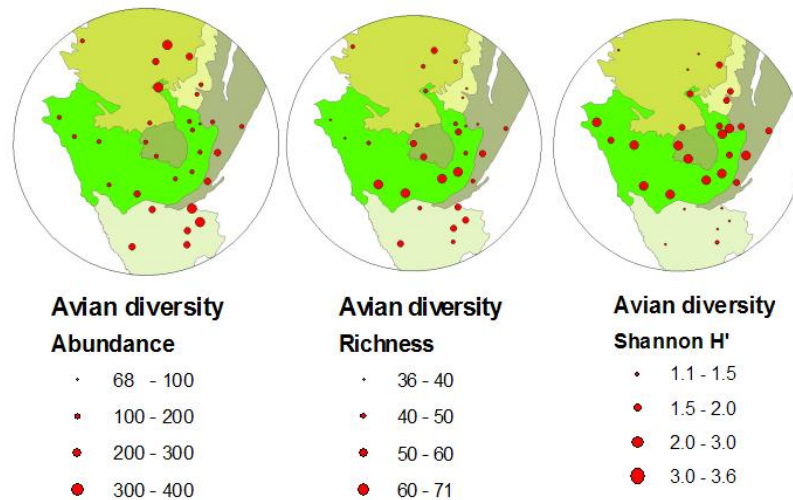 Avian diversity
Abundance
68 - 100
100 - 200
200 - 300
300 - 400
Avian diversity
Richness
36 - 40
40 - 50
50 - 60
60 - 71
Avian diversity
Shannon H'
1.1 - 1.5
1.5 - 2.0
2.0 - 3.0
3.0 - 3.6